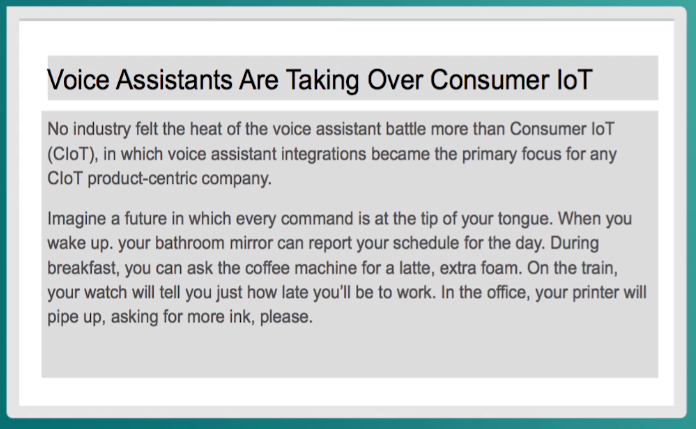 Voice Assistants Are Taking Over Consumer IoT
No industry felt the heat of the voice assistant battle more than Consumer IoT
(CIoT), in which voice assistant integrations became the primary focus for any
CIoT product-centric company.
Imagine a future in which every command is at the tip of your tongue. When you
wake up. your bathroom mirror can report your schedule for the day. During
breakfast, you can ask the coffee machine for a latte, extra foam. On the train,
your watch will tell you just how late you'll be to work. In the office, your printer will
pipe up, asking for more ink, please.